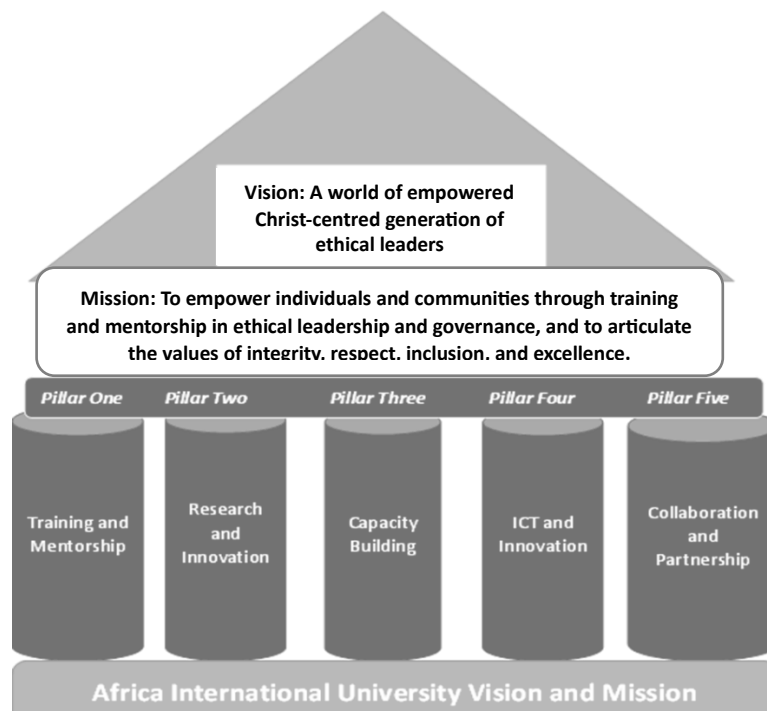 Vision: A world of empowered
Christ-centred generation of
ethical leaders
Mission: To empower individuals and communities through training
and mentorship in ethical leadership and governance, and to articulate
the values of integrity, respect, inclusion, and excellence.
Pillar One Pillar Two Pillar Three Pillar Four Pillar Five
Training and
Mentorship
Research
and
Innovation
Capacity
Building
ICT and
Innovation
Collaboration
and
Partnership
Africa International University Vision and Mission